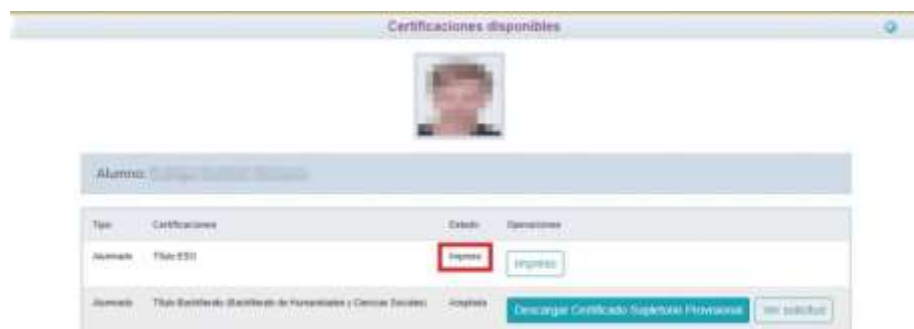 Certificaciones disponibles
Alumno:
Tipo Certificaciones Estado Operaciones
Alumnado Título ESO Impreso Impreso
Alumnado Título Bachillerato (Bachillerato de Humanidades y Ciencias Sociales) Aceptada Descargar Certificado Supletorio Provisional Ver solicitud